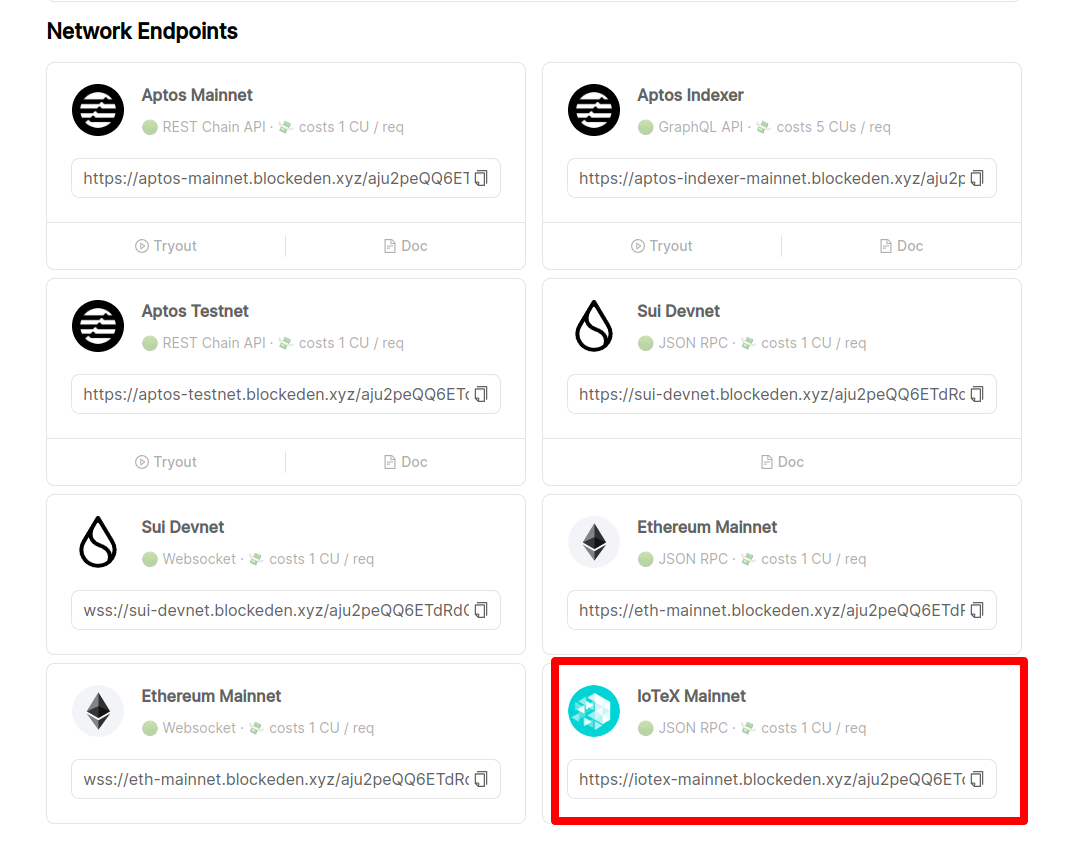 Network Endpoints
Aptos Mainnet
REST Chain API · costs 1 CU / req
https://aptos-mainnet.blockeden.xyz/aju2peQQ6ET
Tryout
Doc
Aptos Indexer
GraphQL API · costs 5 CUs / req
https://aptos-indexer-mainnet.blockeden.xyz/aju2p
Tryout
Doc
Aptos Testnet
REST Chain API · costs 1 CU / req
https://aptos-testnet.blockeden.xyz/aju2peQQ6ETc
Tryout
Doc
Sui Devnet
JSON RPC · costs 1 CU / req
https://sui-devnet.blockeden.xyz/aju2peQQ6ETdRc
Doc
Sui Devnet
Websocket · costs 1 CU / req
wss://sui-devnet.blockeden.xyz/aju2peQQ6ETdRdC
Ethereum Mainnet
JSON RPC · costs 1 CU / req
https://eth-mainnet.blockeden.xyz/aju2peQQ6ETdF
Ethereum Mainnet
Websocket · costs 1 CU / req
wss://eth-mainnet.blockeden.xyz/aju2peQQ6ETdRc
IoTeX Mainnet
JSON RPC · costs 1 CU / req
https://iotex-mainnet.blockeden.xyz/aju2peQQ6ETc